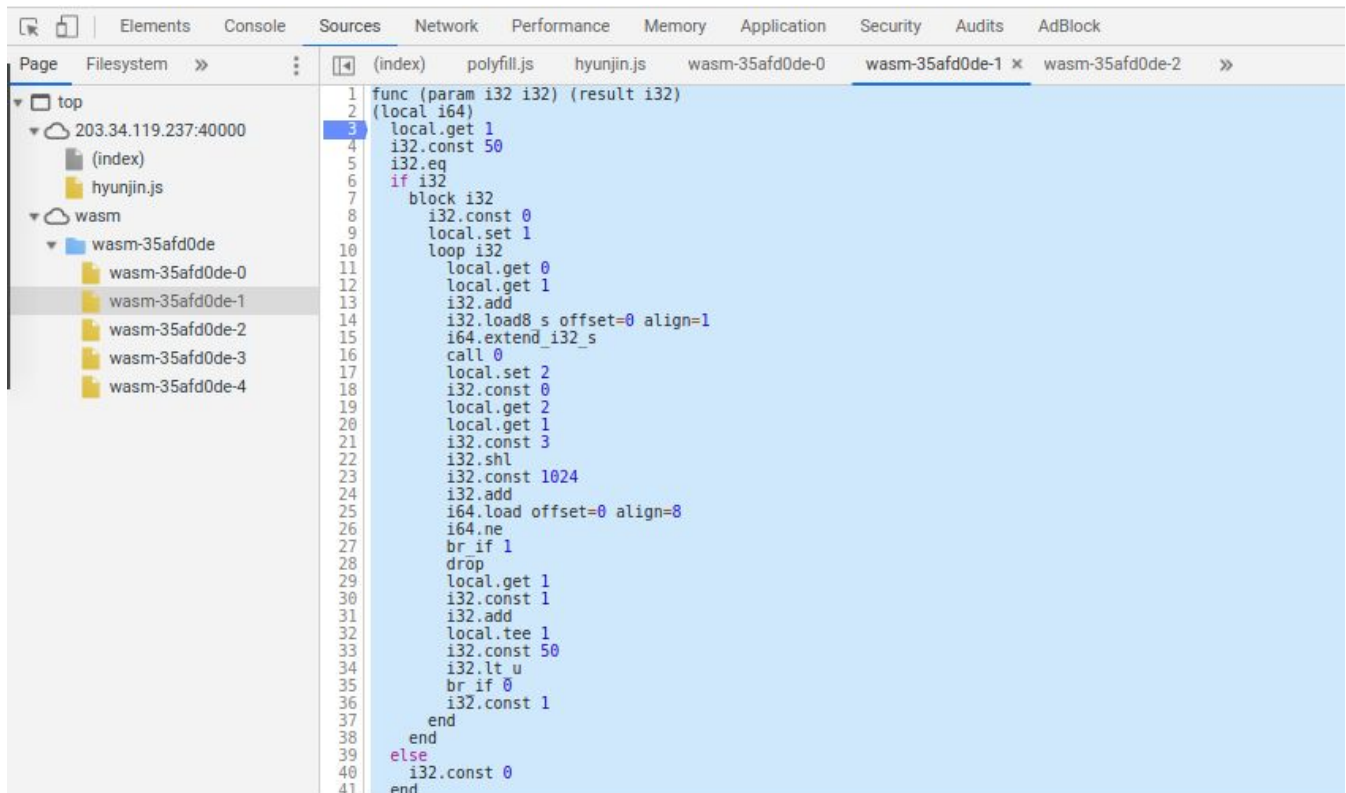 Elements Console Sources Network Performance Memory Application Security Audits AdBlock
Page Filesystem » (index) polyfill.js hyunjin.js wasm-35afd0de-0 wasm-35afd0de-1 × wasm-35afd0de-2 »
top
203.34.119.237:40000
(index)
hyunjin.js
wasm
wasm-35afd0de
wasm-35afd0de-0
wasm-35afd0de-1
wasm-35afd0de-2
wasm-35afd0de-3
wasm-35afd0de-4
1 func (param i32 i32) (result i32)
2 (local i64)
3 local.get 1
4 i32.const 50
5 i32.eq
6 if i32
7 block i32
8 i32.const 0
9 local.set 1
10 loop i32
11 local.get 0
12 local.get 1
13 i32.add
14 i32.load8_s offset=0 align=1
15 i64.extend_i32_s
16 call 0
17 local.set 2
18 i32.const 0
19 local.get 2
20 local.get 1
21 i32.const 3
22 i32.shl
23 i32.const 1024
24 i32.add
25 i64.load offset=0 align=8
26 i64.ne
27 br_if 1
28 drop
29 local.get 1
30 i32.const 1
31 i32.add
32 local.tee 1
33 i32.const 50
34 i32.lt_u
35 br_if 0
36 i32.const 1
37 end
38 end
39 else
40 i32.const 0
41 end